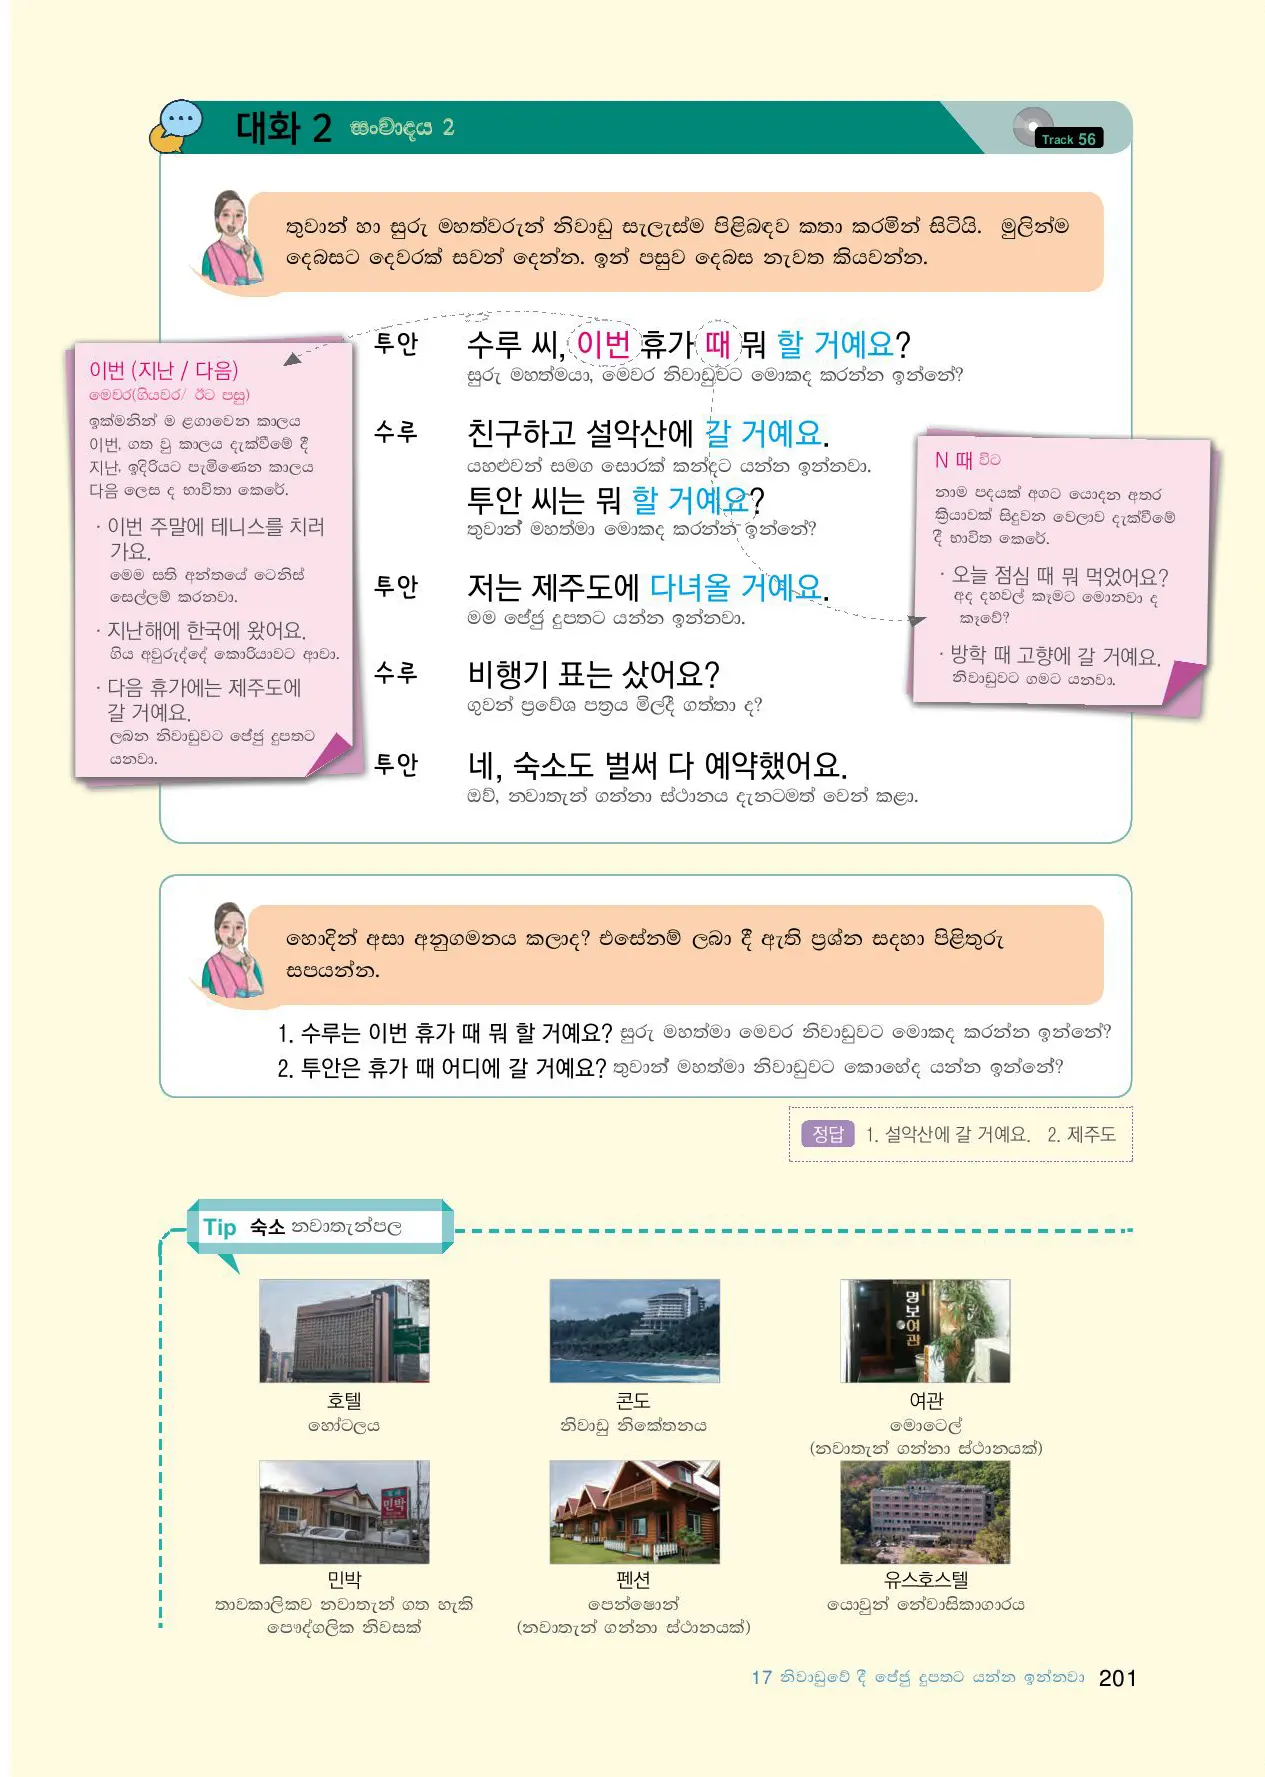 대화 2 සංවාදය 2
Track 56
තුවාන් හා සුරු මහත්වරුන් නිවාඩු සැලැස්ම පිළිබඳව කතා කරමින් සිටියි. මුලින්ම
දෙබසට දෙවරක් සවන් දෙන්න. ඉන් පසුව දෙබස නැවත කියවන්න.
투안 수루 씨, 이번 휴가 때 뭐 할 거예요?
සුරු මහත්මයා, මෙවර නිවාඩුවට මොකද කරන්න ඉන්නේ?
수루 친구하고 설악산에 갈 거예요.
යහළුවන් සමග සොරක් කන්දට යන්න ඉන්නවා.
투안 씨는 뭐 할 거예요?
තුවාන් මහත්මා මොකද කරන්න ඉන්නේ?
투안 저는 제주도에 다녀올 거예요.
මම ජේජු දූපතට යන්න ඉන්නවා.
수루 비행기 표는 샀어요?
ගුවන් ප්‍රවේශ පත්‍රය මිලදී ගත්තා ද?
투안 네, 숙소도 벌써 다 예약했어요.
ඔව්, නවාතැන් ගන්නා ස්ථානය දැනටමත් වෙන් කළා.
이번 (지난 / 다음)
මෙවර(ගියවර/ ඊට පසු)
ඉක්මනින් ම ළගාවෙන කාලය
이번, ගත වු කාලය දැක්වීමේ දී
지난, ඉදිරියට පැමිණෙන කාලය
다음 ලෙස ද භාවිතා කෙරේ.
· 이번 주말에 테니스를 치러
가요.
මෙම සති අන්තයේ ටෙනිස්
සෙල්ලම් කරනවා.
· 지난해에 한국에 왔어요.
ගිය අවුරුද්දේ කොරියාවට ආවා.
· 다음 휴가에는 제주도에
갈 거예요.
ලබන නිවාඩුවට ජේජු දූපතට
යනවා.
N 때 විට
නාම පදයක් අගට යොදන අතර
ක්‍රියාවක් සිදුවන වෙලාව දැක්වීමේ
දී භාවිත කෙරේ.
· 오늘 점심 때 뭐 먹었어요?
අද දහවල් කෑමට මොනවා ද
කෑවේ?
· 방학 때 고향에 갈 거예요.
නිවාඩුවට ගමට යනවා.
හොදින් අසා අනුගමනය කලාද? එසේනම් ලබා දී ඇති ප්‍රශ්න සදහා පිළිතුරු
සපයන්න.
1. 수루는 이번 휴가 때 뭐 할 거예요? සුරු මහත්මා මෙවර නිවාඩුවට මොකද කරන්න ඉන්නේ?
2. 투안은 휴가 때 어디에 갈 거예요? තුවාන් මහත්මා නිවාඩුවට කොහේද යන්න ඉන්නේ?
정답 1. 설악산에 갈 거예요. 2. 제주도
Tip 숙소 නවාතැන්පල
명보여관
호텔 콘도 여관
හෝටලය නිවාඩු නිකේතනය මොටෙල්
(නවාතැන් ගන්නා ස්ථානයක්)
민박
민박 펜션 유스호스텔
තාවකාලිකව නවාතැන් ගත හැකි පෙන්ෂොන් යොවුන් නේවාසිකාගාරය
පෞද්ගලික නිවසක් (නවාතැන් ගන්නා ස්ථානයක්)
17 නිවාඩුවේ දී ජේජු දූපතට යන්න ඉන්නවා 201